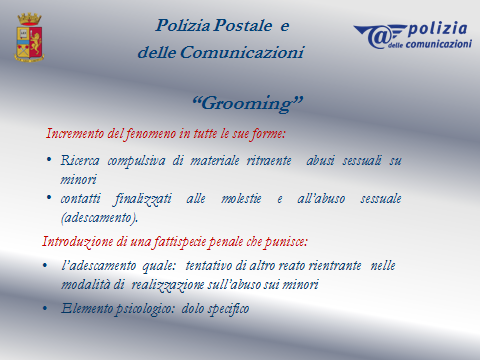 Polizia Postale e
delle Comunicazioni
polizia
delle comunicazioni
“Grooming”
Incremento del fenomeno in tutte le sue forme:
• Ricerca compulsiva di materiale ritraente abusi sessuali su
minori
• contatti finalizzati alle molestie e all’abuso sessuale
(adescamento).
Introduzione di una fattispecie penale che punisce:
• l’adescamento quale: tentativo di altro reato rientrante nelle
modalità di realizzazione sull’abuso sui minori
• Elemento psicologico: dolo specifico